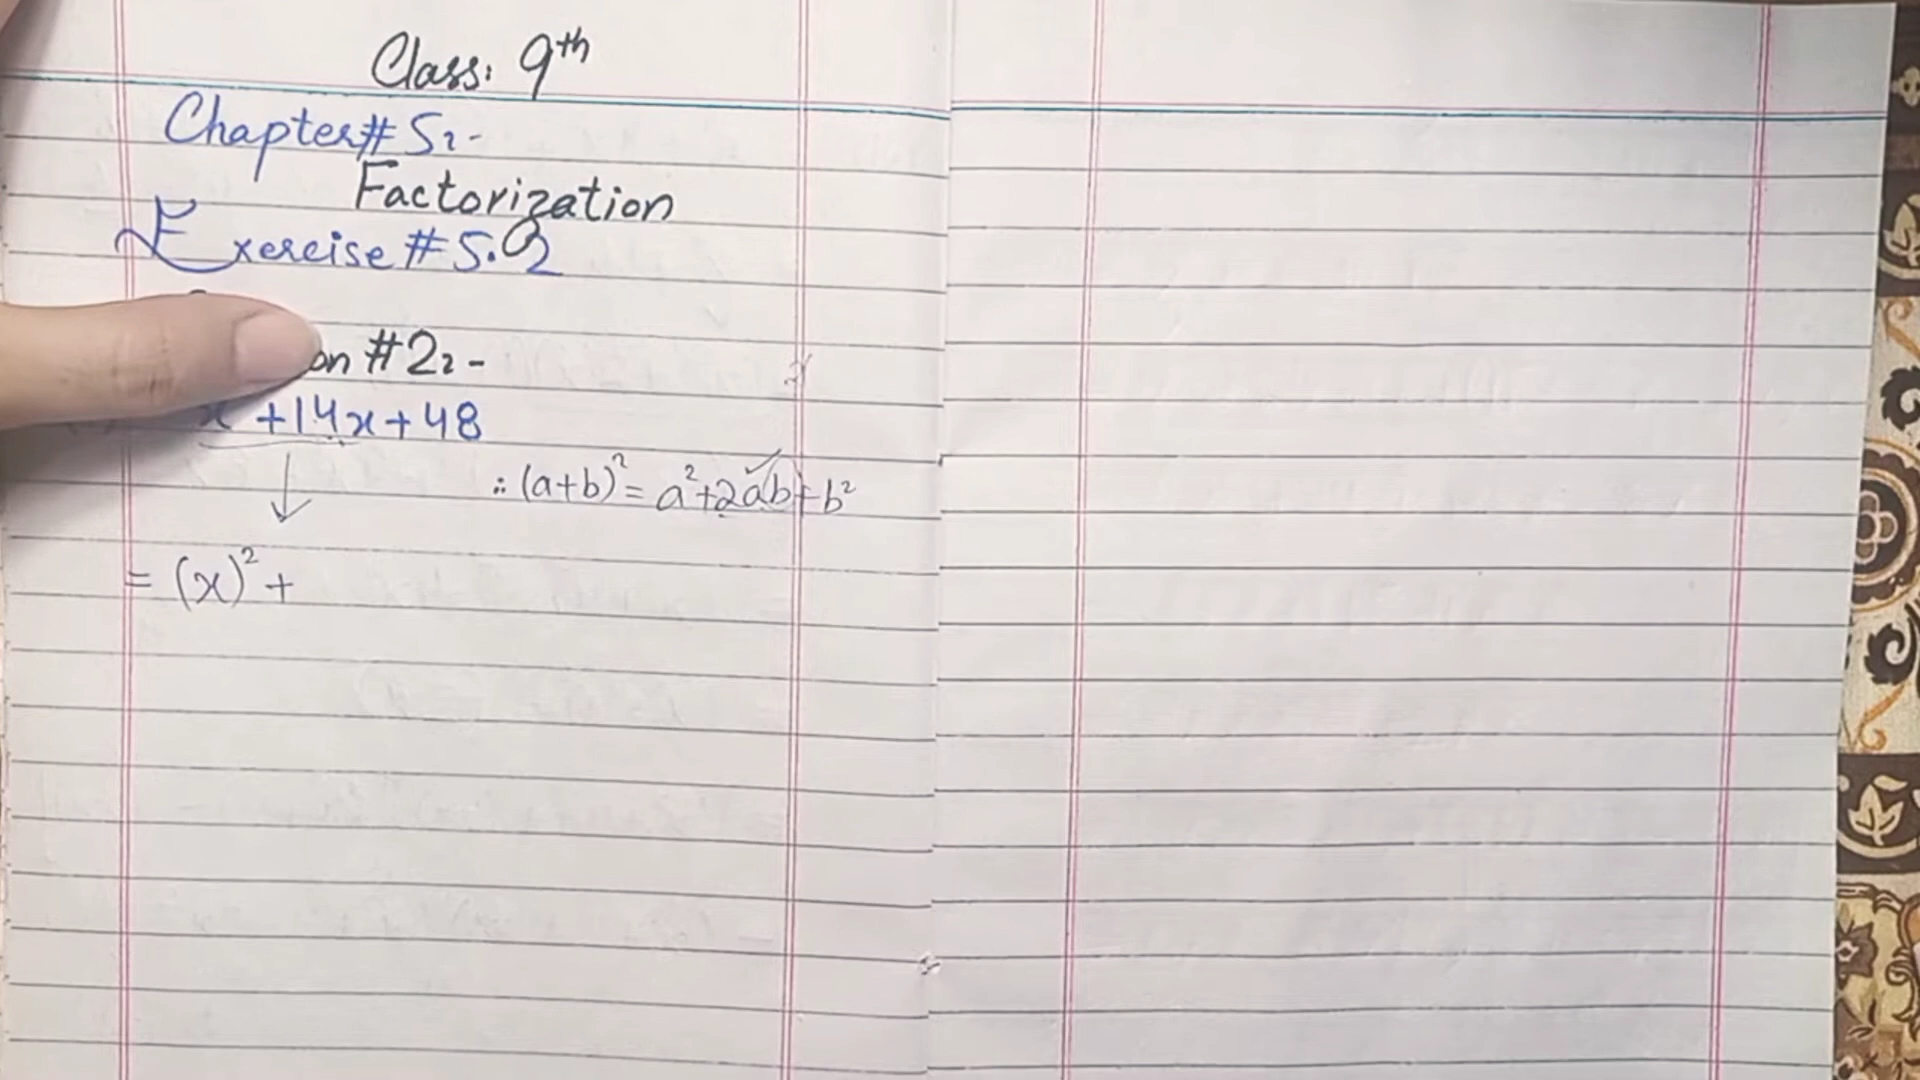 Class: 9th
Chapter# 5:-
Factorization
Exercise # 5.2
on #2:-
x +14x+48
∴ (a+b)²= a²+2ab+b²
= (x)² +